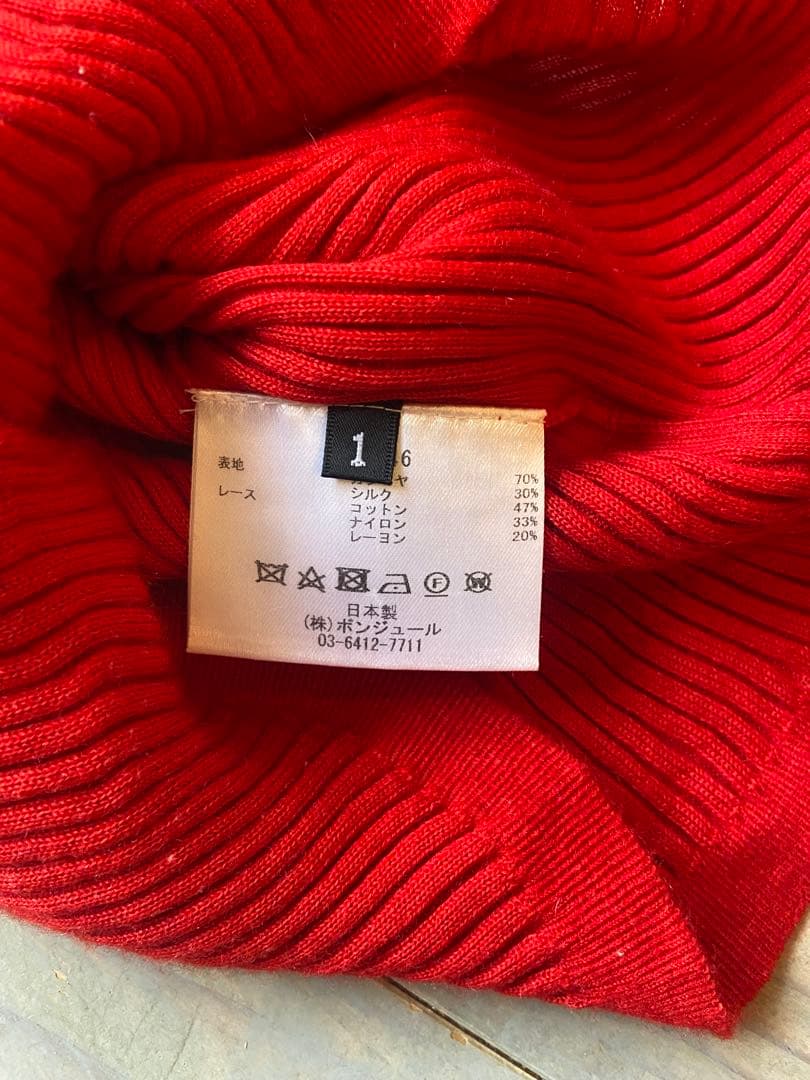 1
6
表地 70%
レース シルク 30%
コットン 47%
ナイロン 33%
レーヨン 20%
F
W
日本製
(株)ボンジュール
03-6412-7711